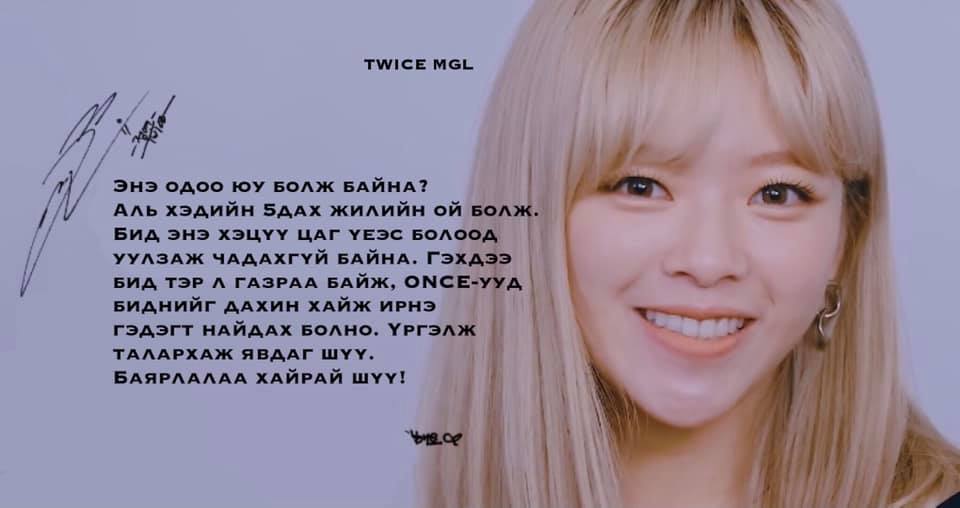 TWICE MGL
Энэ одоо юу болж байна?
Аль хэдийн 5дах жилийн ой болж.
Бид энэ хэцүү цаг үеэс болоод
уулзаж чадахгүй байна. Гэхдээ
бид тэр л газраа байж, ONCE-ууд
биднийг дахин хайж ирнэ
гэдэгт найдах болно. Үргэлж
талархаж явдаг шүү.
Баярлалаа хайрай шүү!